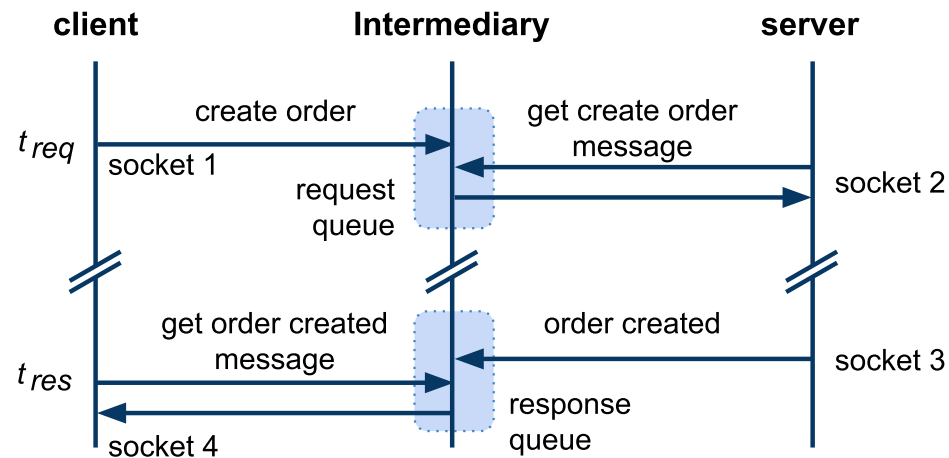 client
Intermediary
server
create order
get create order
message
t req
socket 1
socket 2
request
queue
get order created
message
order created
t res
socket 3
response
queue
socket 4